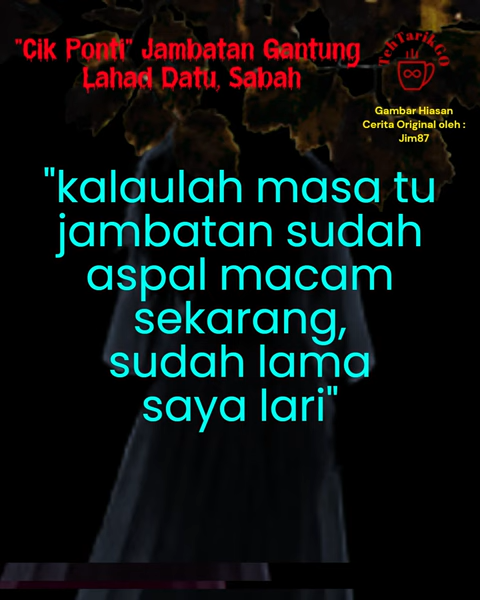 "Cik Ponti" Jambatan Gantung
Lahad Datu, Sabah
TehTarikGO
Gambar Hiasan
Cerita Original oleh :
Jim87
"kalaulah masa tu
jambatan sudah
aspal macam
sekarang,
sudah lama
saya lari"